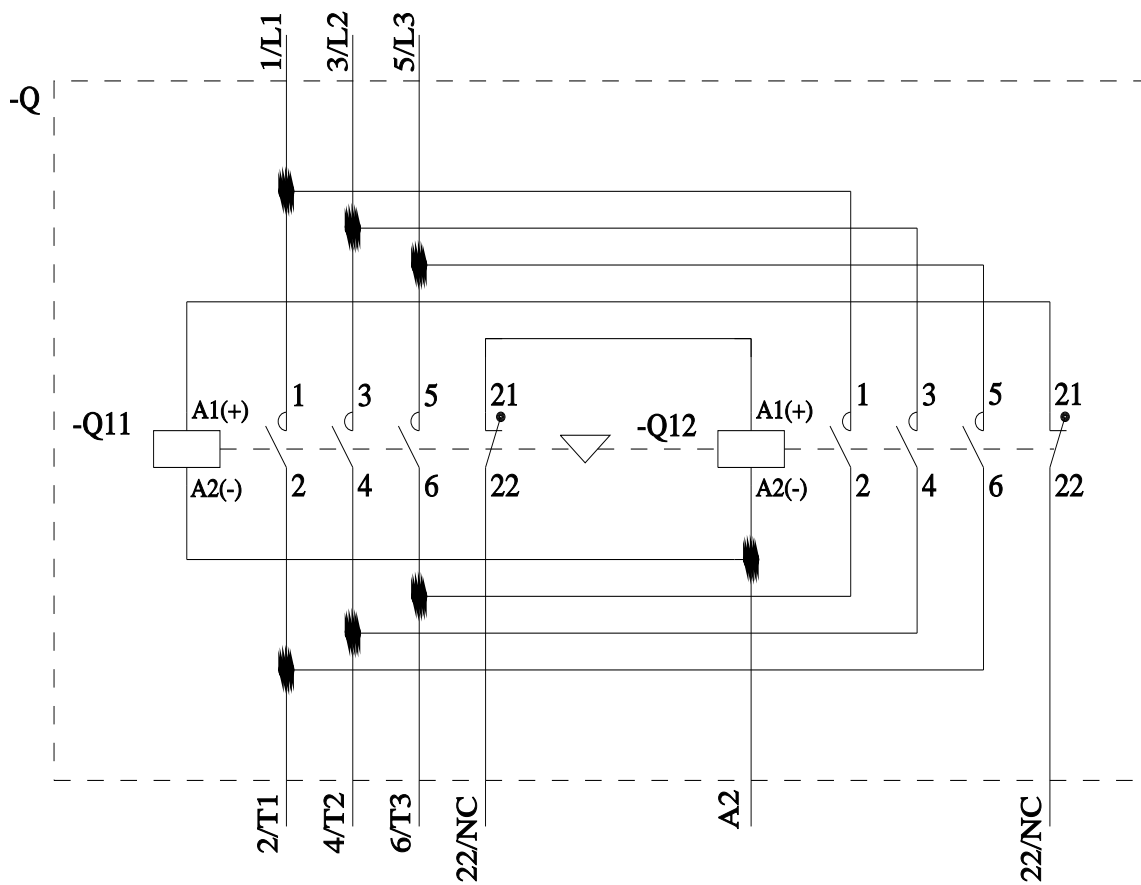 1/L1
3/L2
5/L3
-Q
1
3
5
21
1
3
5
21
A1(+)
A1(+)
-Q11
-Q12
A2(-)
2
4
6
22
A2(-)
2
4
6
22
2/T1
4/T2
6/T3
22/NC
A2
22/NC